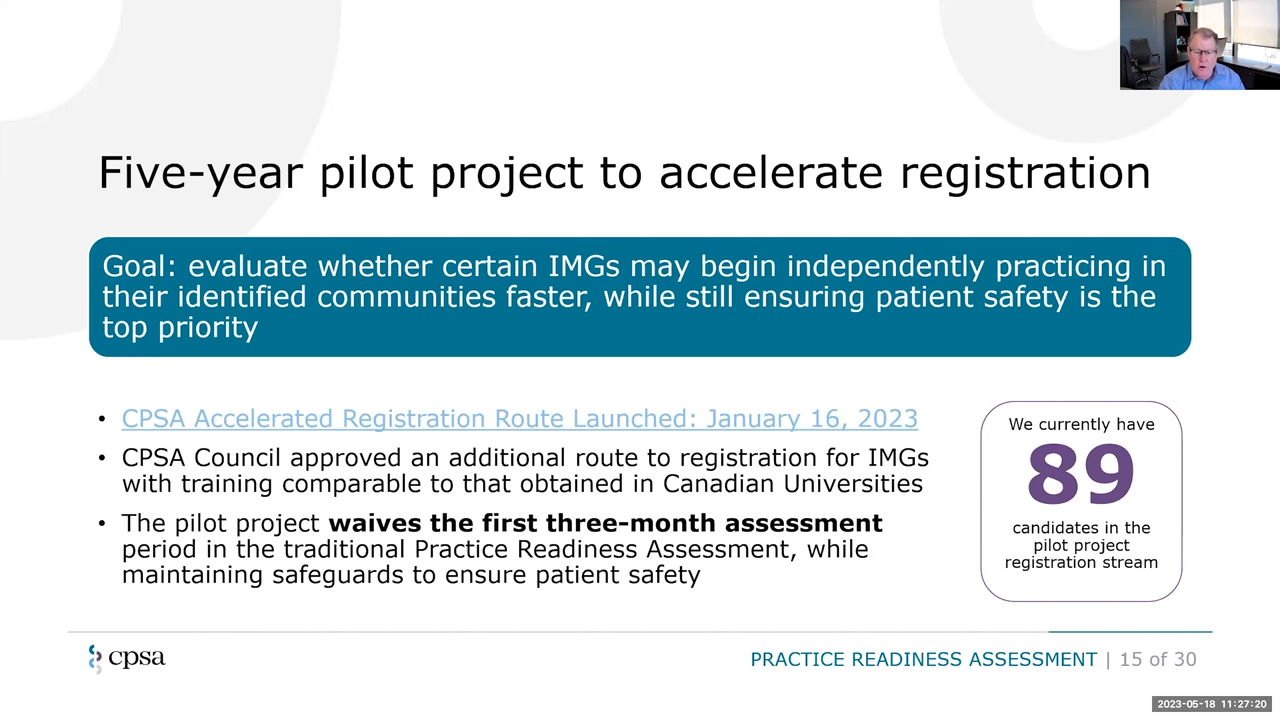 Five-year pilot project to accelerate registration
Goal: evaluate whether certain IMGs may begin independently practicing in
their identified communities faster, while still ensuring patient safety is the
top priority
• CPSA Accelerated Registration Route Launched: January 16, 2023
• CPSA Council approved an additional route to registration for IMGs
with training comparable to that obtained in Canadian Universities
• The pilot project waives the first three-month assessment
period in the traditional Practice Readiness Assessment, while
maintaining safeguards to ensure patient safety
We currently have
89
candidates in the
pilot project
registration stream
cpsa
PRACTICE READINESS ASSESSMENT | 15 of 30
2023-05-18 11:27:20